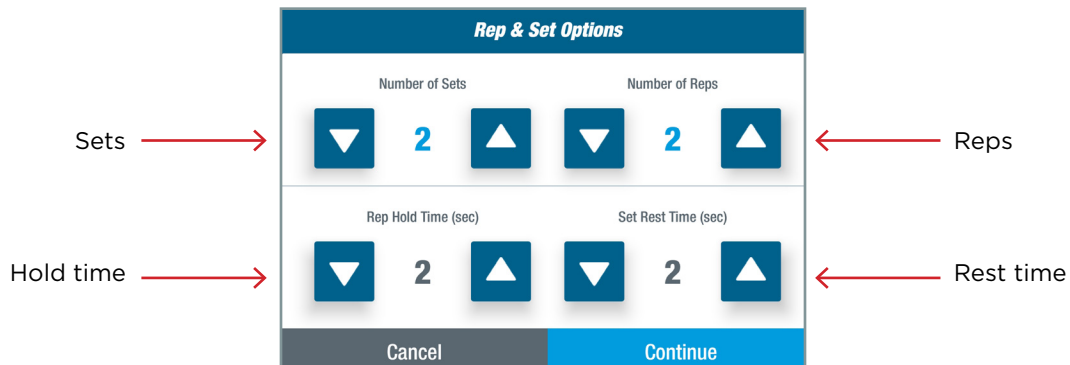 Rep & Set Options
Number of Sets Number of Reps
Sets 2 2 Reps
Rep Hold Time (sec) Set Rest Time (sec)
Hold time 2 2 Rest time
Cancel Continue